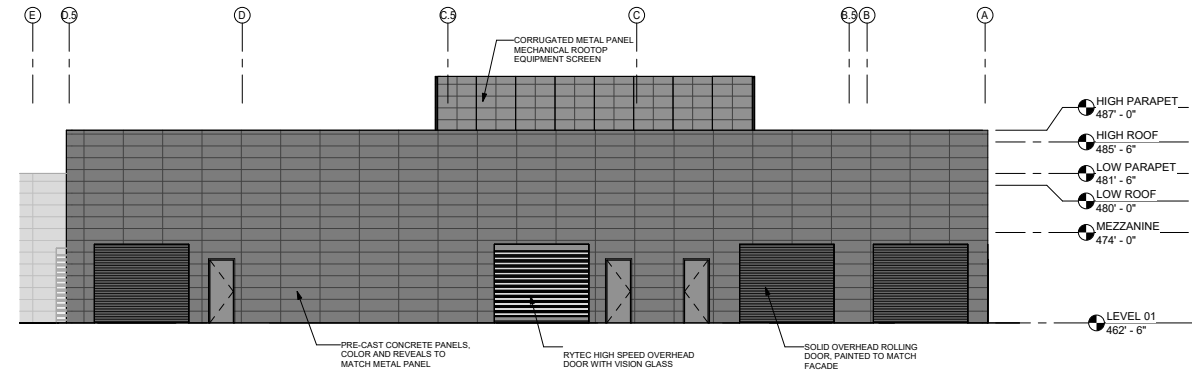 E
D.5
D
C.5
C
B.5
B
A
CORRUGATED METAL PANEL
MECHANICAL ROOTOP
EQUIPMENT SCREEN
HIGH PARAPET
487' - 0"
HIGH ROOF
485' - 6"
LOW PARAPET
481' - 6"
LOW ROOF
480' - 0"
MEZZANINE
474' - 0"
LEVEL 01
462' - 6"
PRE-CAST CONCRETE PANELS,
COLOR AND REVEALS TO
MATCH METAL PANEL
RYTEC HIGH SPEED OVERHEAD
DOOR WITH VISION GLASS
SOLID OVERHEAD ROLLING
DOOR, PAINTED TO MATCH
FACADE